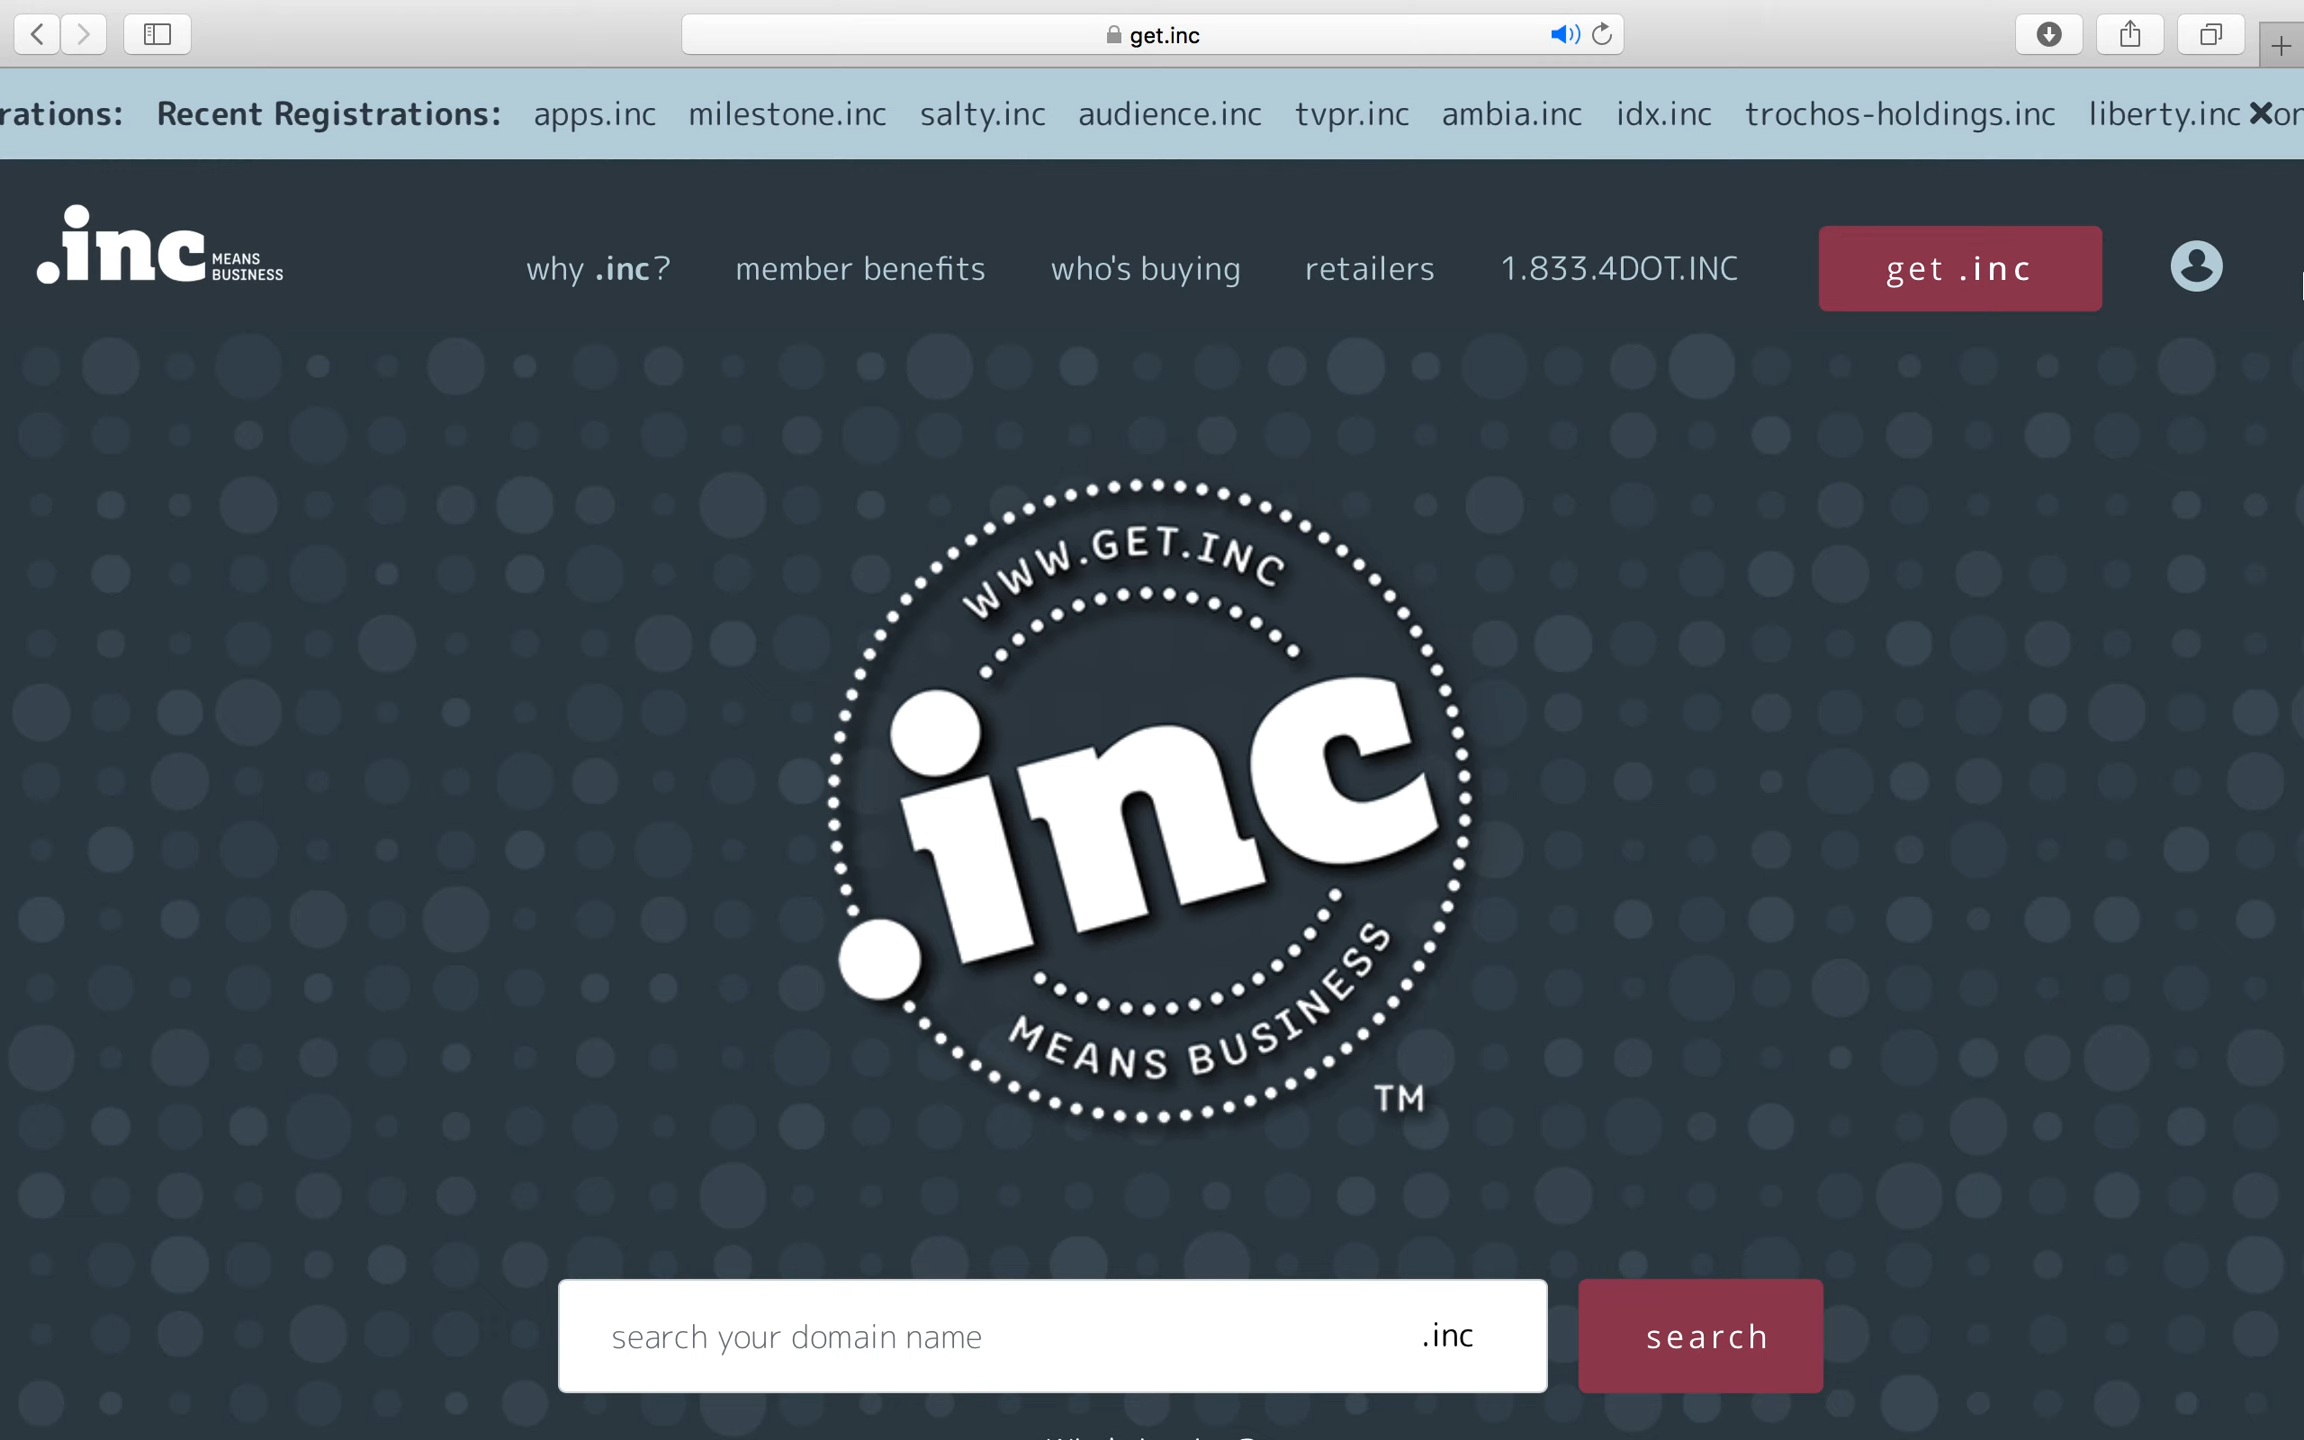 get.inc
rations: Recent Registrations: apps.inc milestone.inc salty.inc audience.inc tvpr.inc ambia.inc idx.inc trochos-holdings.inc liberty.inc
.inc MEANS BUSINESS
why .inc? member benefits who's buying retailers 1.833.4DOT.INC get .inc
WWW.GET.INC
.inc
MEANS BUSINESS
TM
search your domain name .inc search